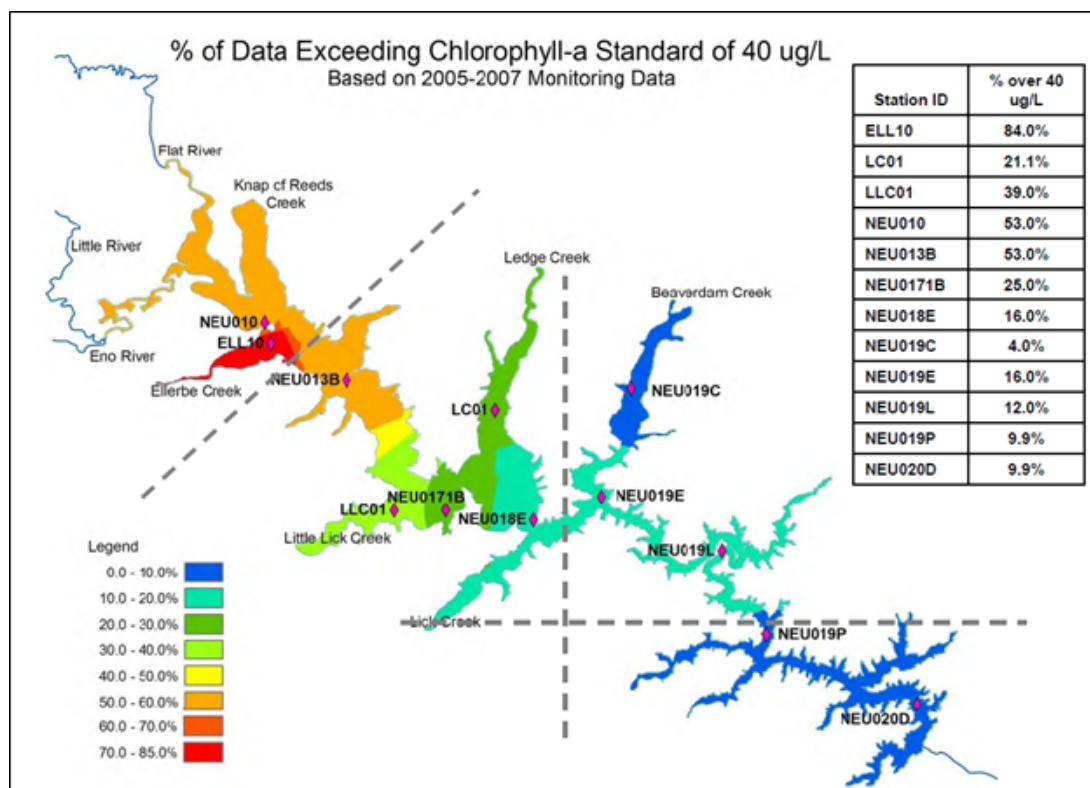 % of Data Exceeding Chlorophyll-a Standard of 40 ug/L
Based on 2005-2007 Monitoring Data
Station ID % over 40 ug/L
ELL10 84.0%
LC01 21.1%
LLC01 39.0%
NEU010 53.0%
NEU013B 53.0%
NEU0171B 25.0%
NEU018E 16.0%
NEU019C 4.0%
NEU019E 16.0%
NEU019L 12.0%
NEU019P 9.9%
NEU020D 9.9%
Flat River
Knap cf Reeds
Creek
Little River
Ledge Creek
Beaverdam Creek
NEU010
ELL10
Eno River
NEU013B
Ellerbe Creek
NEU019C
LC01
NEU0171B
NEU019E
LLC01
NEU018E
Little Lick Creek
NEU019L
Lick Creek
NEU019P
NEU020D
Legend
0.0 - 10.0%
10.0 - 20.0%
20.0 - 30.0%
30.0 - 40.0%
40.0 - 50.0%
50.0 - 60.0%
60.0 - 70.0%
70.0 - 85.0%